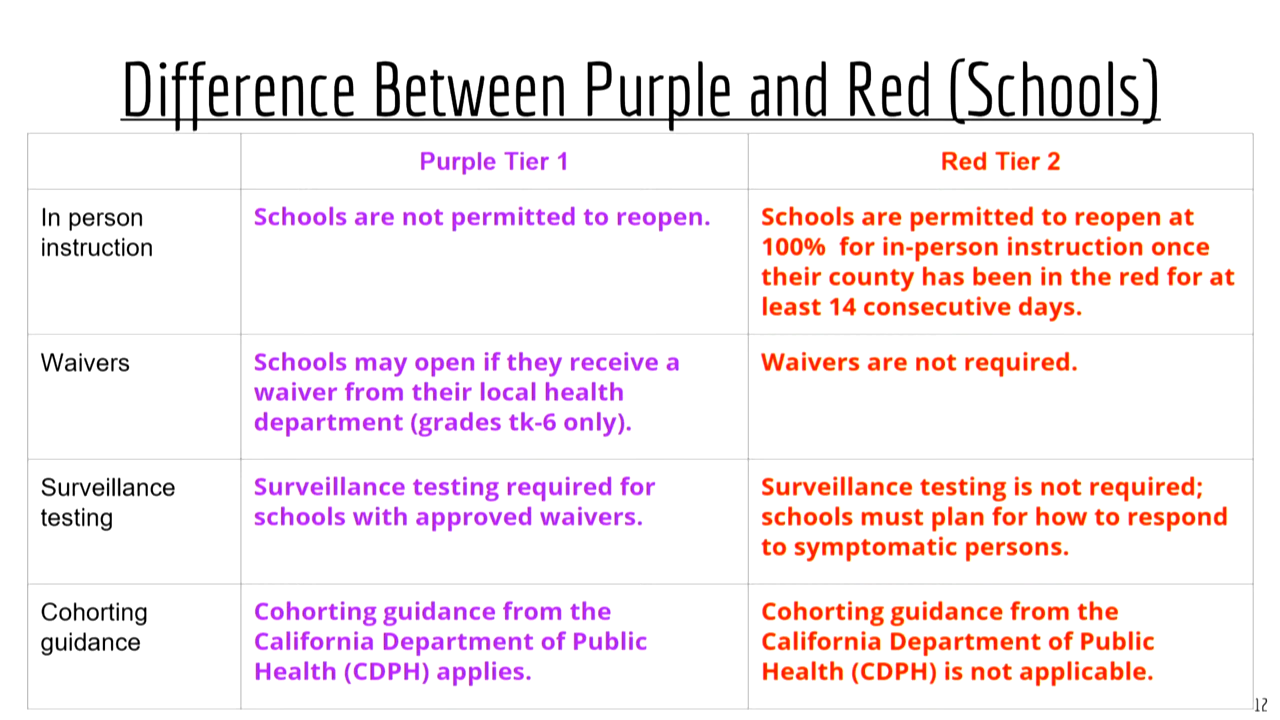 Difference Between Purple and Red (Schools)
Purple Tier 1
Red Tier 2
In person
instruction
Schools are not permitted to reopen.
Schools are permitted to reopen at
100% for in-person instruction once
their county has been in the red for at
least 14 consecutive days.
Waivers
Schools may open if they receive a
waiver from their local health
department (grades tk-6 only).
Waivers are not required.
Surveillance
testing
Surveillance testing required for
schools with approved waivers.
Surveillance testing is not required;
schools must plan for how to respond
to symptomatic persons.
Cohorting
guidance
Cohorting guidance from the
California Department of Public
Health (CDPH) applies.
Cohorting guidance from the
California Department of Public
Health (CDPH) is not applicable.
12